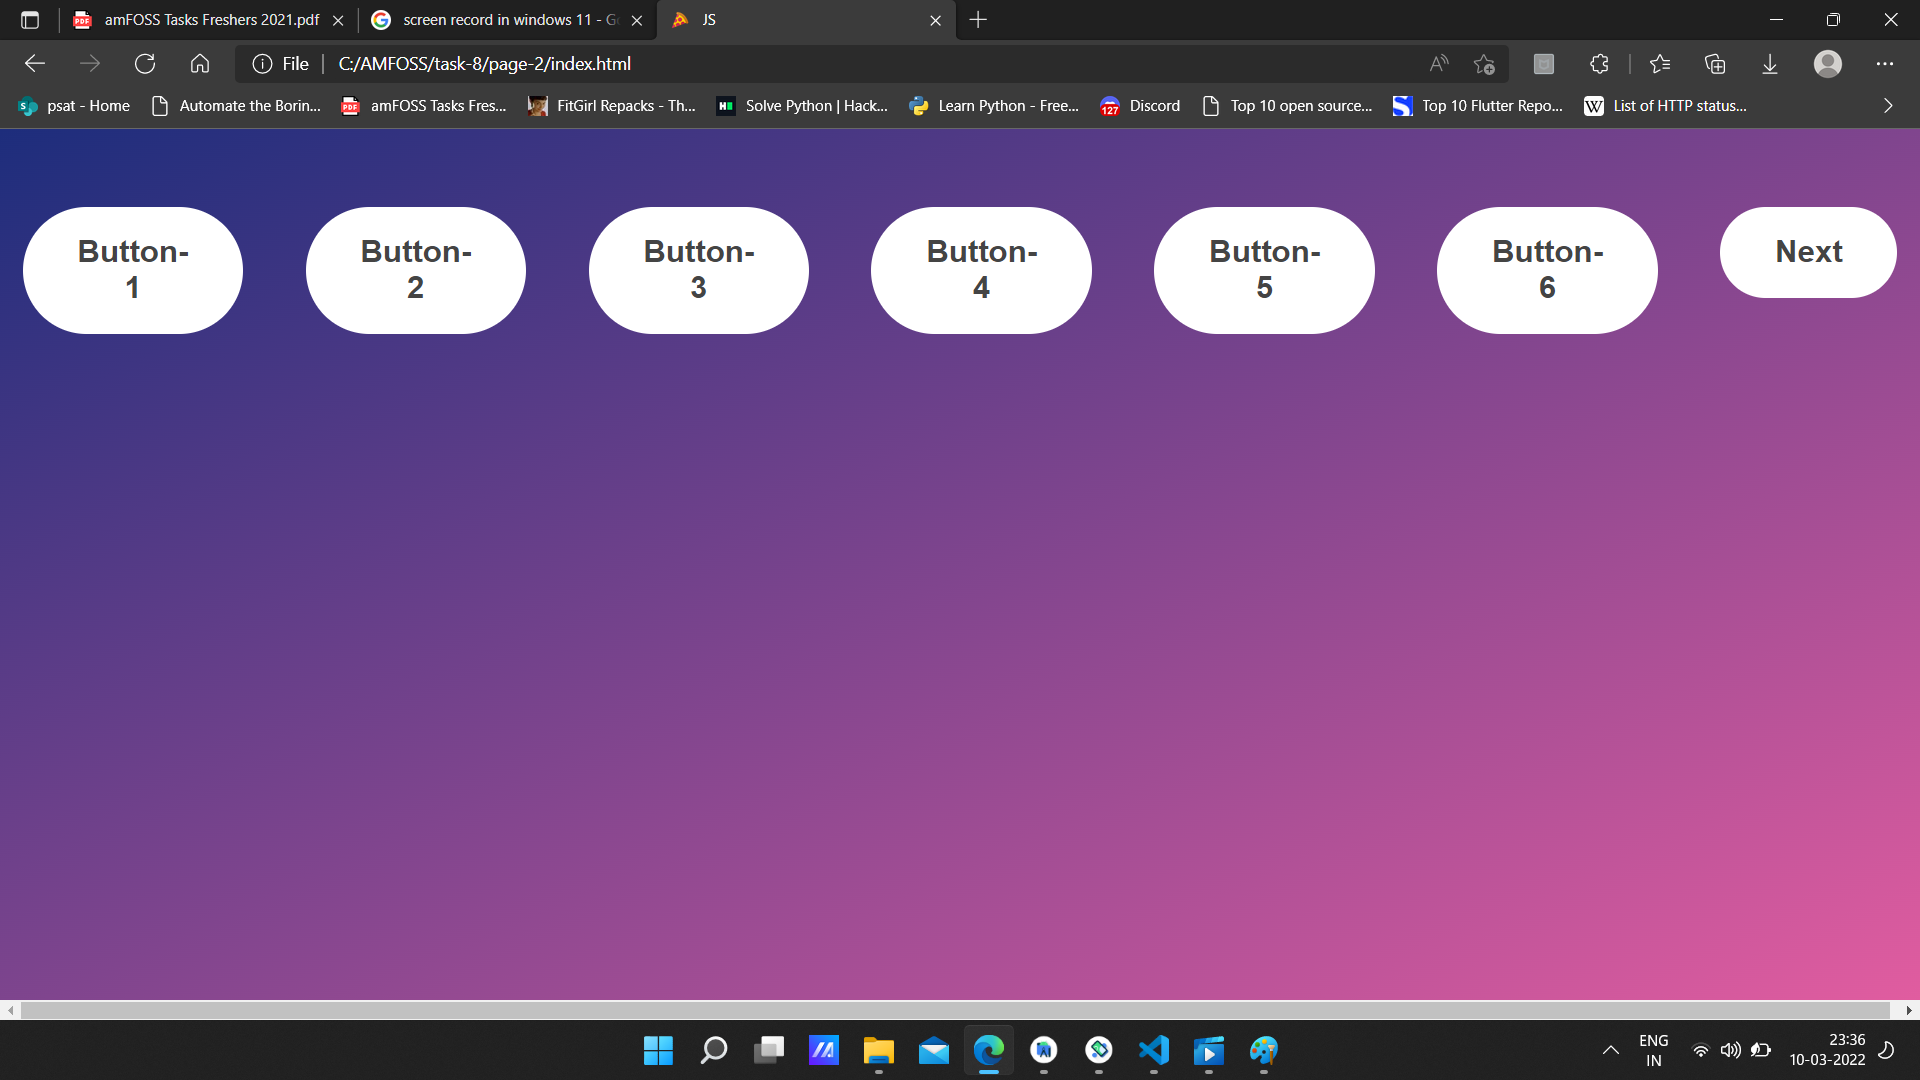 amFOSS Tasks Freshers 2021.pdf
screen record in windows 11 - Go
JS
File
C:/AMFOSS/task-8/page-2/index.html
psat - Home
Automate the Borin...
amFOSS Tasks Fres...
FitGirl Repacks - Th...
Solve Python | Hack...
Learn Python - Free...
127
Discord
Top 10 open source...
Top 10 Flutter Repo...
W
List of HTTP status...
Button-
1
Button-
2
Button-
3
Button-
4
Button-
5
Button-
6
Next
ENG
IN
23:36
10-03-2022